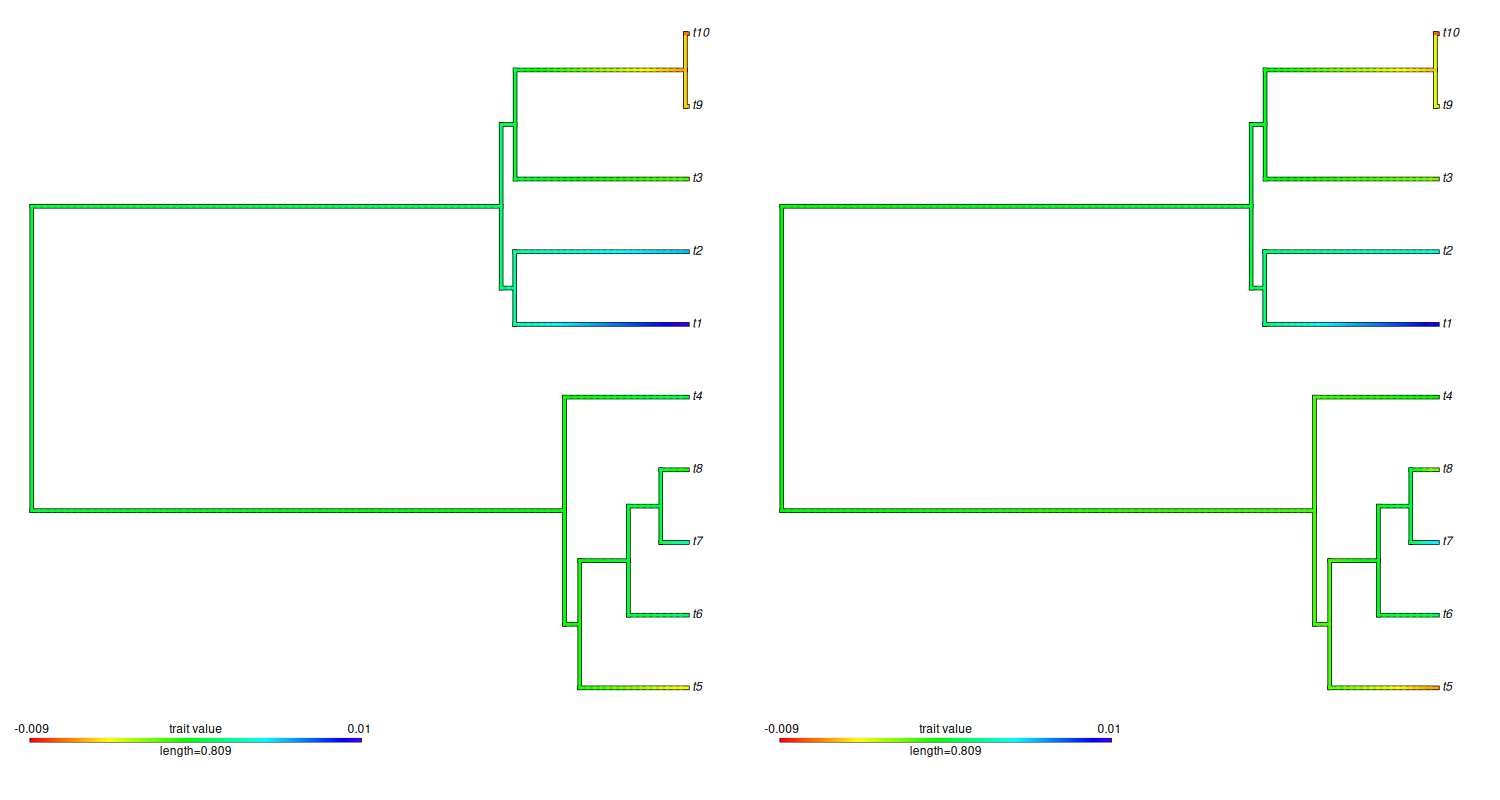 t10
t9
t3
t2
t1
t4
t8
t7
t6
t5
-0.009 trait value 0.01
length=0.809
t10
t9
t3
t2
t1
t4
t8
t7
t6
t5
-0.009 trait value 0.01
length=0.809